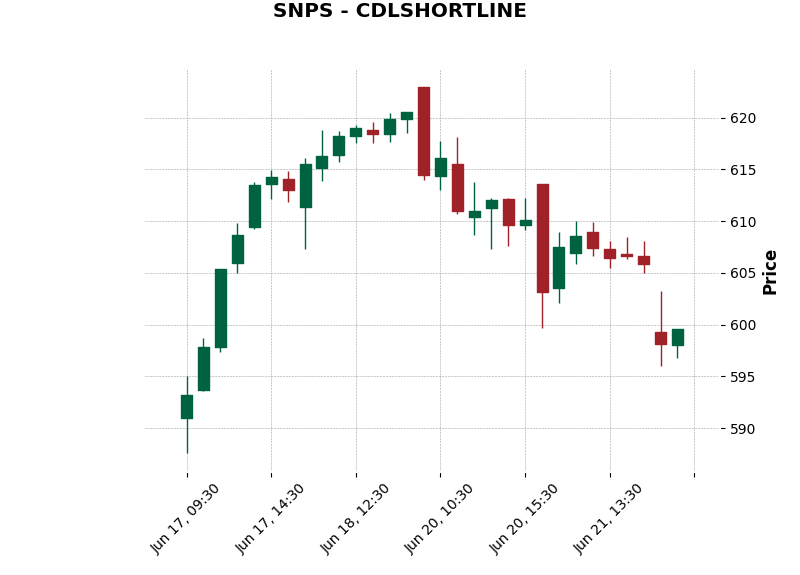 SNPS - CDLSHORTLINE
620
615
610
605
600
595
590
Price
Jun 17, 09:30
Jun 17, 14:30
Jun 18, 12:30
Jun 20, 10:30
Jun 20, 15:30
Jun 21, 13:30